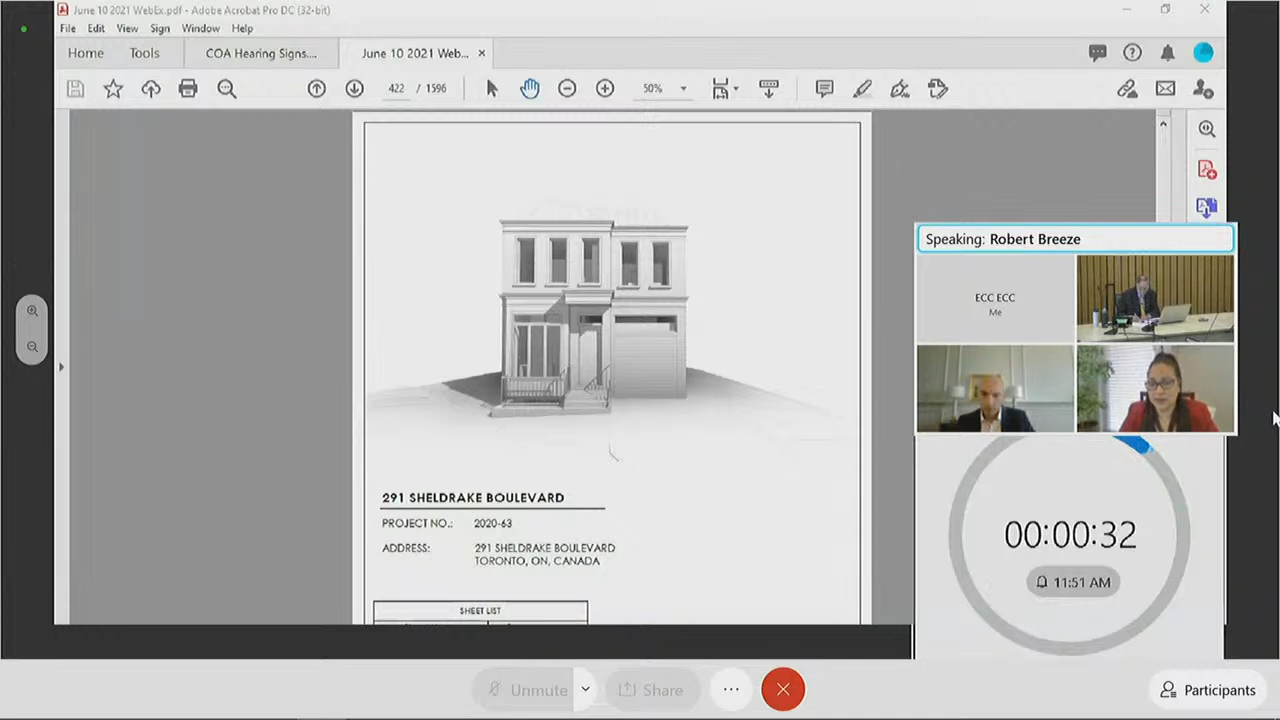 June 10 2021 WebEx.pdf - Adobe Acrobat Pro DC (32-bit)
File Edit View Sign Window Help
Home Tools COA Hearing Signs.... June 10 2021 Web... ×
422 / 1596 50%
Speaking: Robert Breeze
ECC ECC
Me
291 SHELDRAKE BOULEVARD
PROJECT NO.: 2020-63
ADDRESS: 291 SHELDRAKE BOULEVARD
TORONTO, ON, CANADA
SHEET LIST
00:00:32
11:51 AM
Unmute Share ... Participants